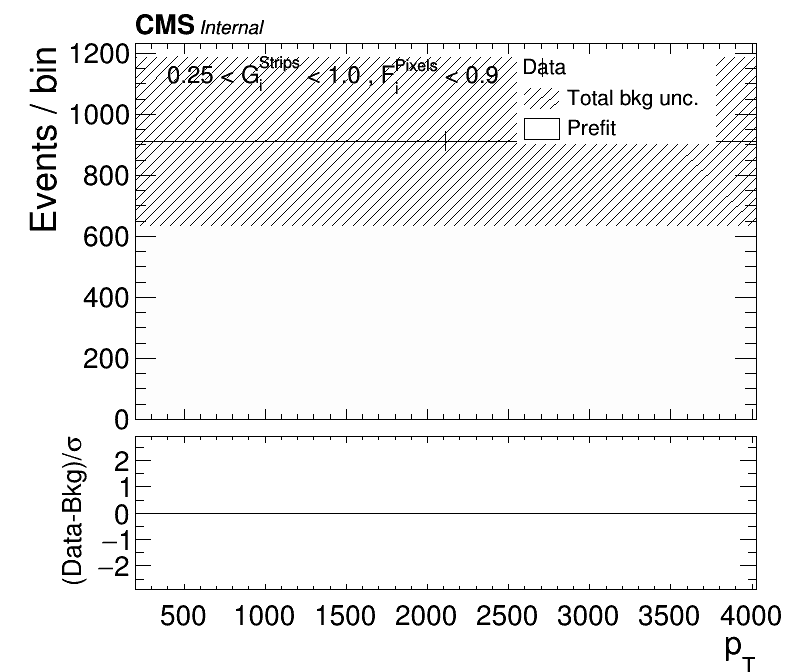 CMS Internal
Events / bin
1200
1000
800
600
400
200
0
0.25 < G_i^Strips < 1.0 , F_i^Pixels < 0.9
Data
Total bkg unc.
Prefit
(Data-Bkg)/σ
2
1
0
−1
−2
500 1000 1500 2000 2500 3000 3500 4000
p_T